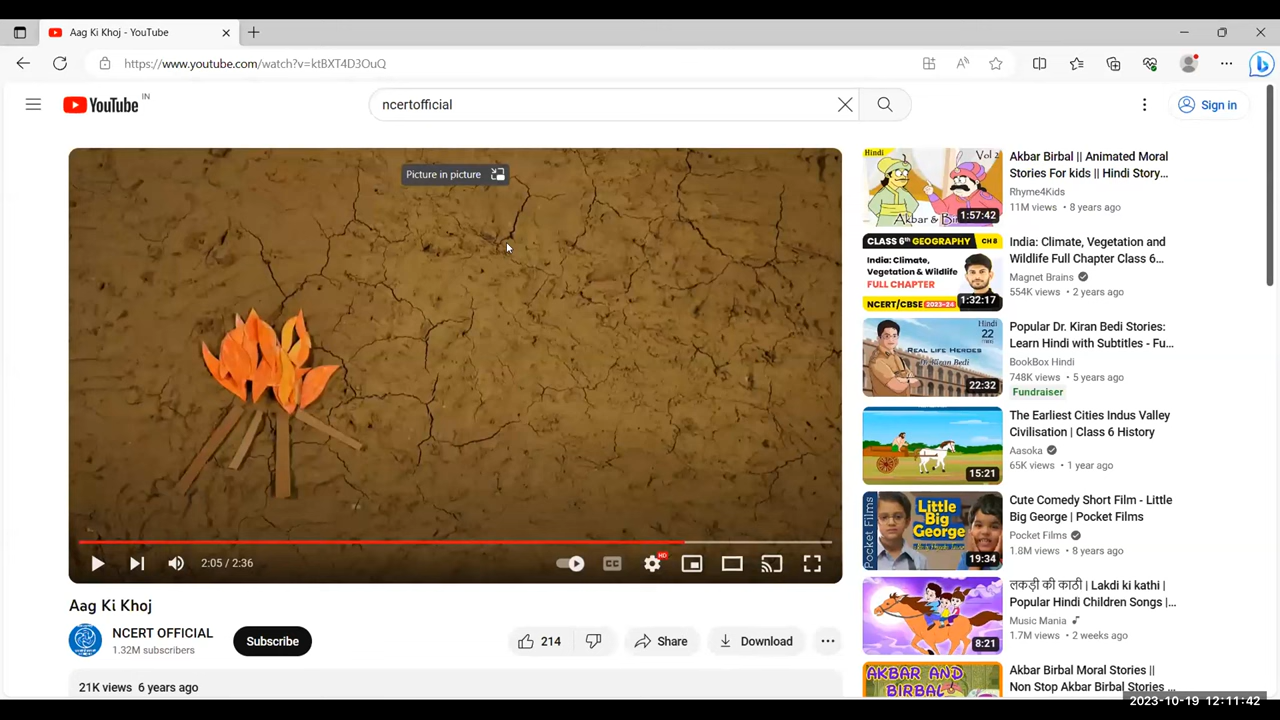 Aag Ki Khoj - YouTube
https://www.youtube.com/watch?v=ktBXT4D3OuQ
YouTube IN
ncertofficial
Sign in
Picture in picture
2:05 / 2:36
CC
HD
Aag Ki Khoj
NCERT OFFICIAL
1.32M subscribers
Subscribe
214
Share
Download
21K views 6 years ago
Hindi
Vol 2
Akbar & Bi
1:57:42
Akbar Birbal || Animated Moral
Stories For kids || Hindi Story...
Rhyme4Kids
11M views • 8 years ago
CLASS 6th GEOGRAPHY CH 8
India: Climate,
Vegetation & Wildlife
FULL CHAPTER
NCERT/CBSE 2023-24
1:32:17
India: Climate, Vegetation and
Wildlife Full Chapter Class 6...
Magnet Brains
554K views • 2 years ago
Hindi
22
REAL LIFE HEROES
Dr.Kiran Bedi
22:32
Popular Dr. Kiran Bedi Stories:
Learn Hindi with Subtitles - Fu...
BookBox Hindi
748K views • 5 years ago
Fundraiser
15:21
The Earliest Cities Indus Valley
Civilisation | Class 6 History
Aasoka
65K views • 1 year ago
Pocket Films
Little
Big
George
19:34
Cute Comedy Short Film - Little
Big George | Pocket Films
Pocket Films
1.8M views • 8 years ago
8:21
लकड़ी की काठी | Lakdi ki kathi |
Popular Hindi Children Songs |...
Music Mania
1.7M views • 2 weeks ago
AKBAR AND
BIRBAL
Akbar Birbal Moral Stories ||
Non Stop Akbar Birbal Stories ...
2023-10-19 12:11:42